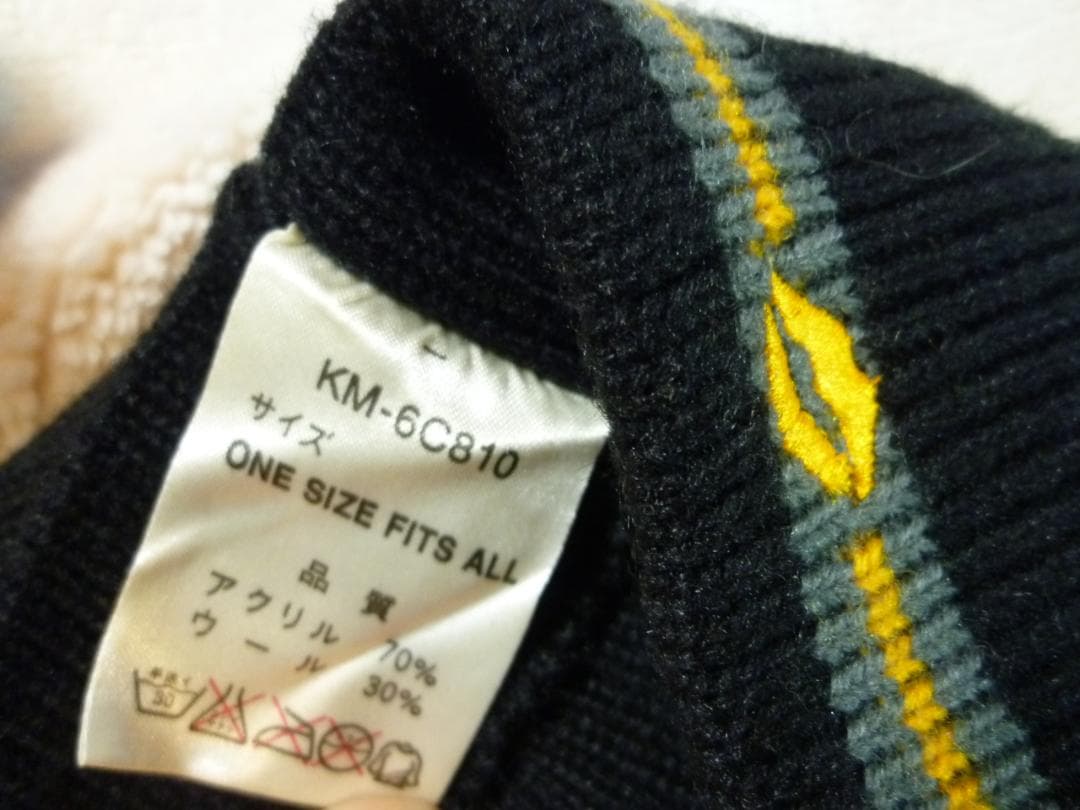 KM-6C810
サイズ
ONE SIZE FITS ALL
品 質
アクリル 70%
ウール 30%
30